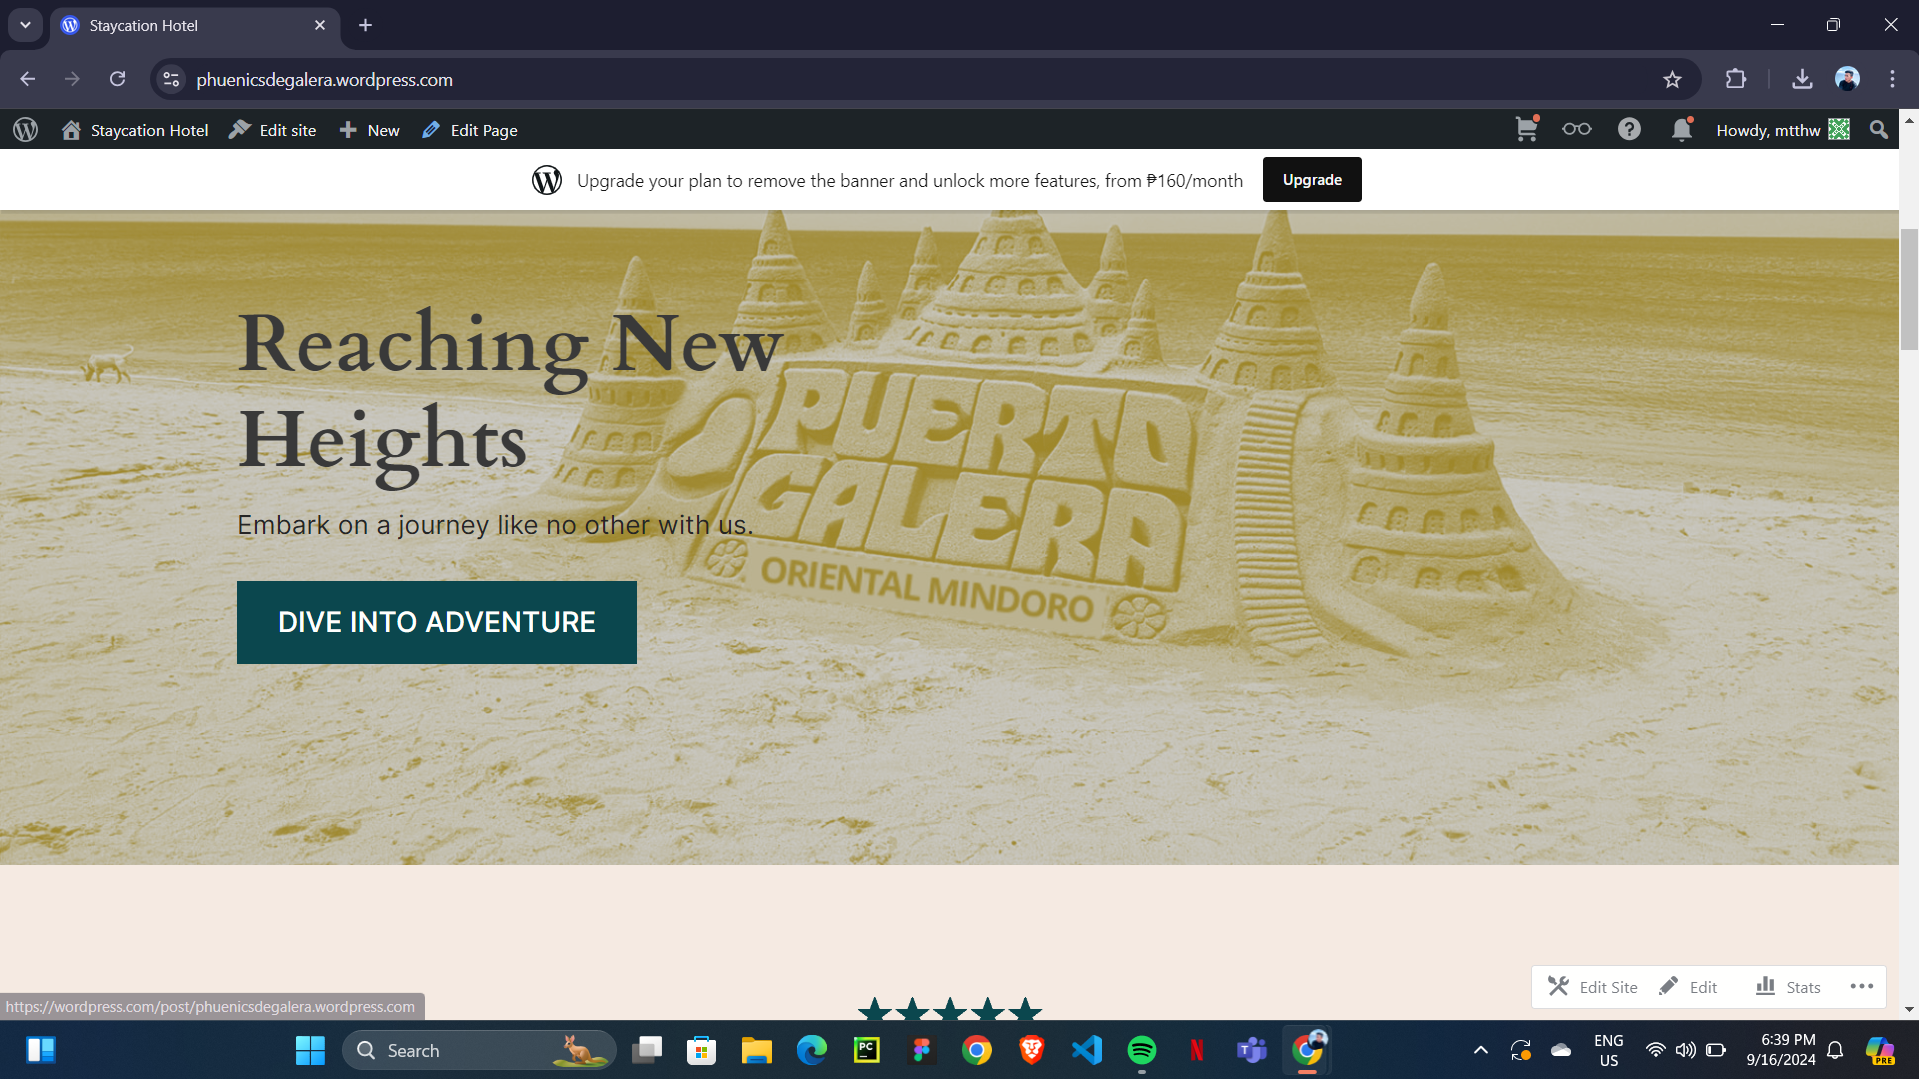 Staycation Hotel
phuenicsdegalera.wordpress.com
Staycation Hotel
Edit site
New
Edit Page
Howdy, mtthw
Upgrade your plan to remove the banner and unlock more features, from ₱160/month
Upgrade
Reaching New
Heights
PUERTO
GALERA
ORIENTAL MINDORO
Embark on a journey like no other with us.
DIVE INTO ADVENTURE
Edit Site
Edit
Stats
https://wordpress.com/post/phuenicsdegalera.wordpress.com
Search
PC
N
T
ENG
US
6:39 PM
9/16/2024
PRE